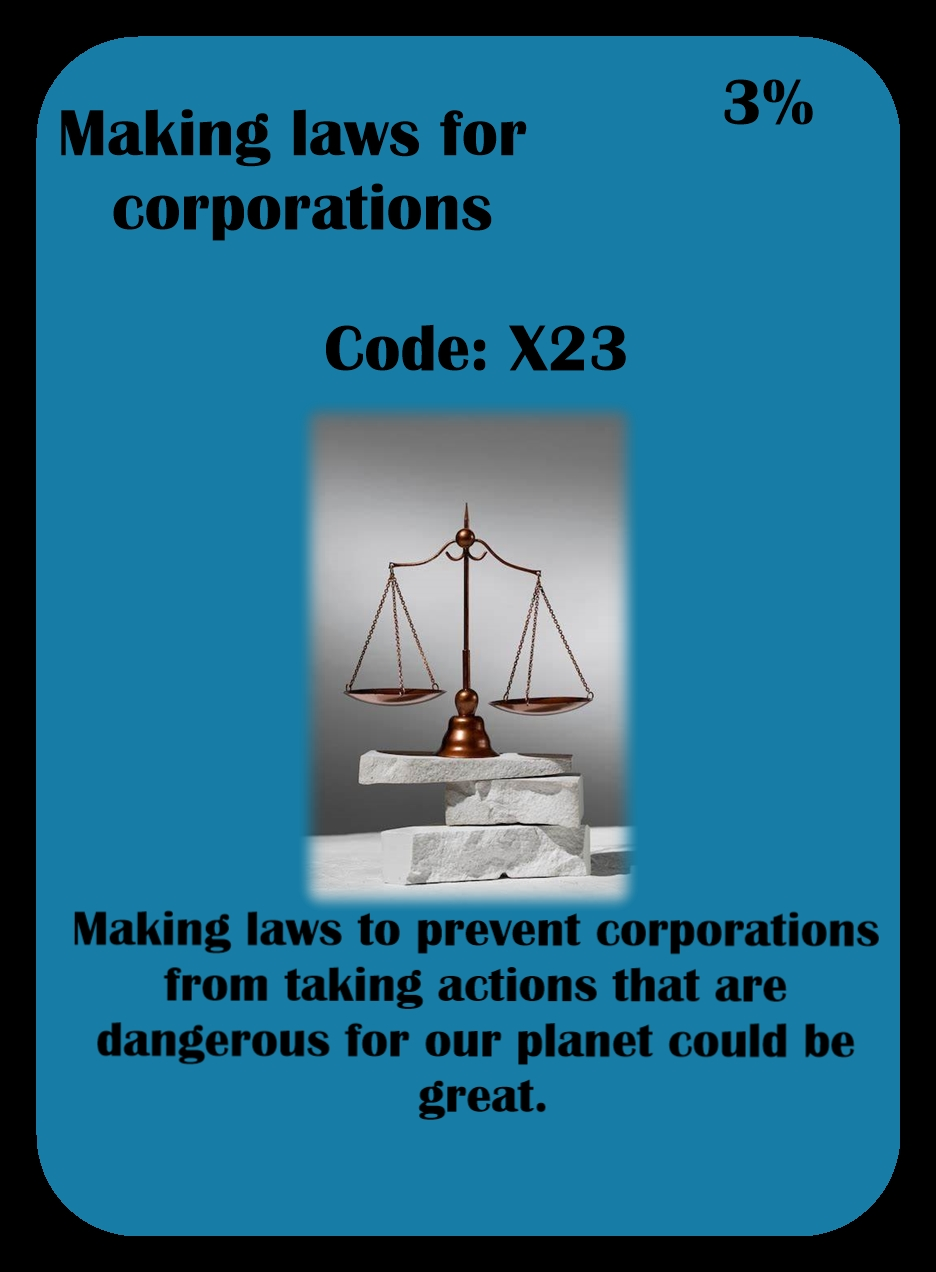 3%
Making laws for
corporations
Code: X23
Making laws to prevent corporations
from taking actions that are
dangerous for our planet could be
great.